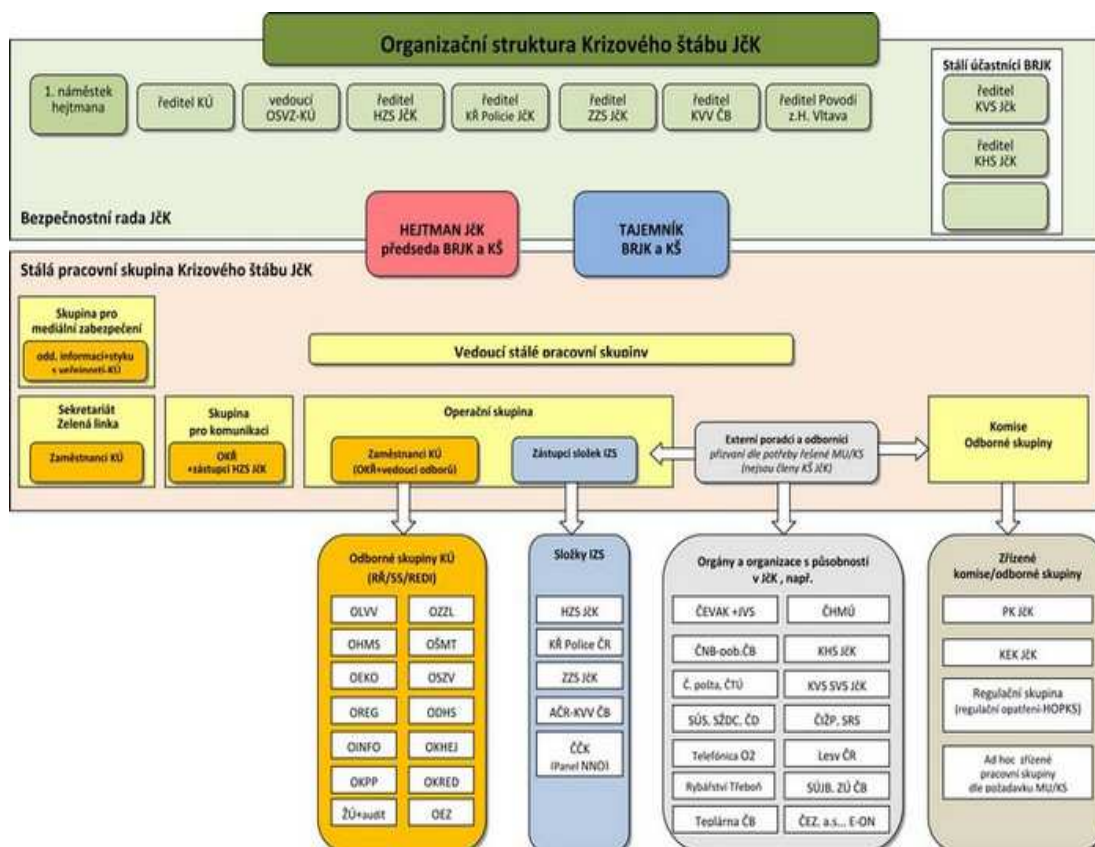 Organizační struktura Krizového štábu JčK
1. náměstek
hejtmana
ředitel KÚ
vedoucí
OSVZ-KÚ
ředitel
HZS JčK
ředitel
KŘ Policie JčK
ředitel
ZZS JčK
ředitel
KVV ČB
ředitel Povodí
z.H. Vltava
Stálí účastníci BRJK
ředitel
KVS JčK
ředitel
KHS JčK
Bezpečnostní rada JčK
HEJTMAN JčK
předseda BRJK a KŠ
TAJEMNÍK
BRJK a KŠ
Stálá pracovní skupina Krizového štábu JčK
Skupina pro
mediální zabezpečení
odd. informací+styku
s veřejností-KÚ
Vedoucí stálé pracovní skupiny
Sekretariát
Zelená linka
Zaměstnanci KÚ
Skupina
pro komunikaci
OKŘ
+zástupci HZS JčK
Operační skupina
Zaměstnanci KÚ
(OKŘ+vedoucí odborů)
Zástupci složek IZS
Externí poradci a odborníci
přizvaní dle potřeby řešené MU/KS
(nejsou členy KŠ JčK)
Komise
Odborné skupiny
Odborné skupiny KÚ
(RŘ/SS/REDI)
OLVV
OZZL
OHMS
OŠMT
OEKO
OSZV
OREG
ODHS
OINFO
OKHEJ
OKPP
OKRED
ŽÚ+audit
OEZ
Složky IZS
HZS JčK
KŘ Police ČR
ZZS JčK
AČR-KVV ČB
ČČK
(Panel NNO)
Orgány a organizace s působností
v JčK , např.
ČEVAK +JVS
ČHMÚ
ČNB-pob.ČB
KHS JčK
Č. pošta, ČTÚ
KVS SVS JčK
SÚS, SŽDC, ČD
ČIŽP, SRS
Telefónica O2
Lesy ČR
Rybářství Třeboň
SÚJB, ZÚ ČB
Teplárna ČB
ČEZ, a.s., E-ON
Zřízené
komise/odborné skupiny
PK JčK
KEK JčK
Regulační skupina
(regulační opatření-HOPKS)
Ad hoc zřízené
pracovní skupiny
dle požadavku MU/KS